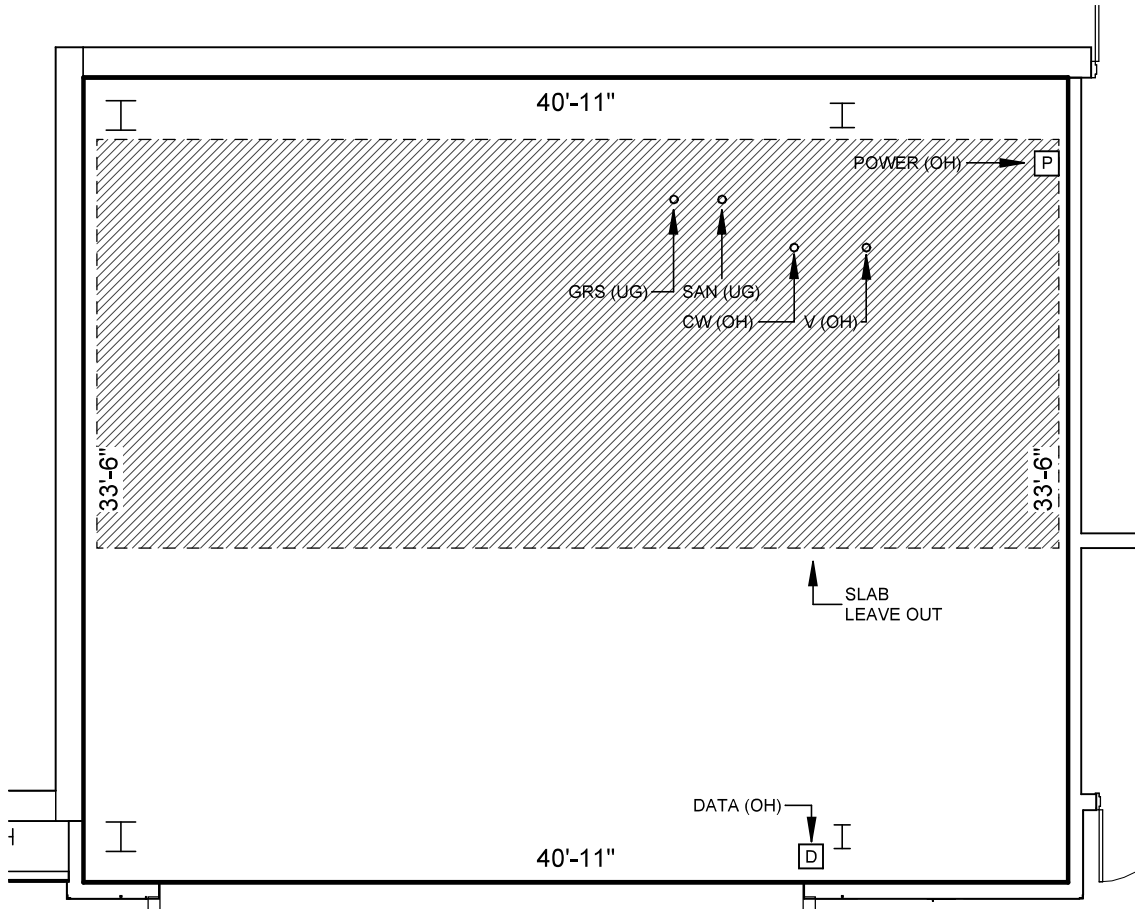 40'-11"
POWER (OH)
P
GRS (UG)
SAN (UG)
CW (OH)
V (OH)
33'-6"
33'-6"
SLAB
LEAVE OUT
DATA (OH)
D
40'-11"